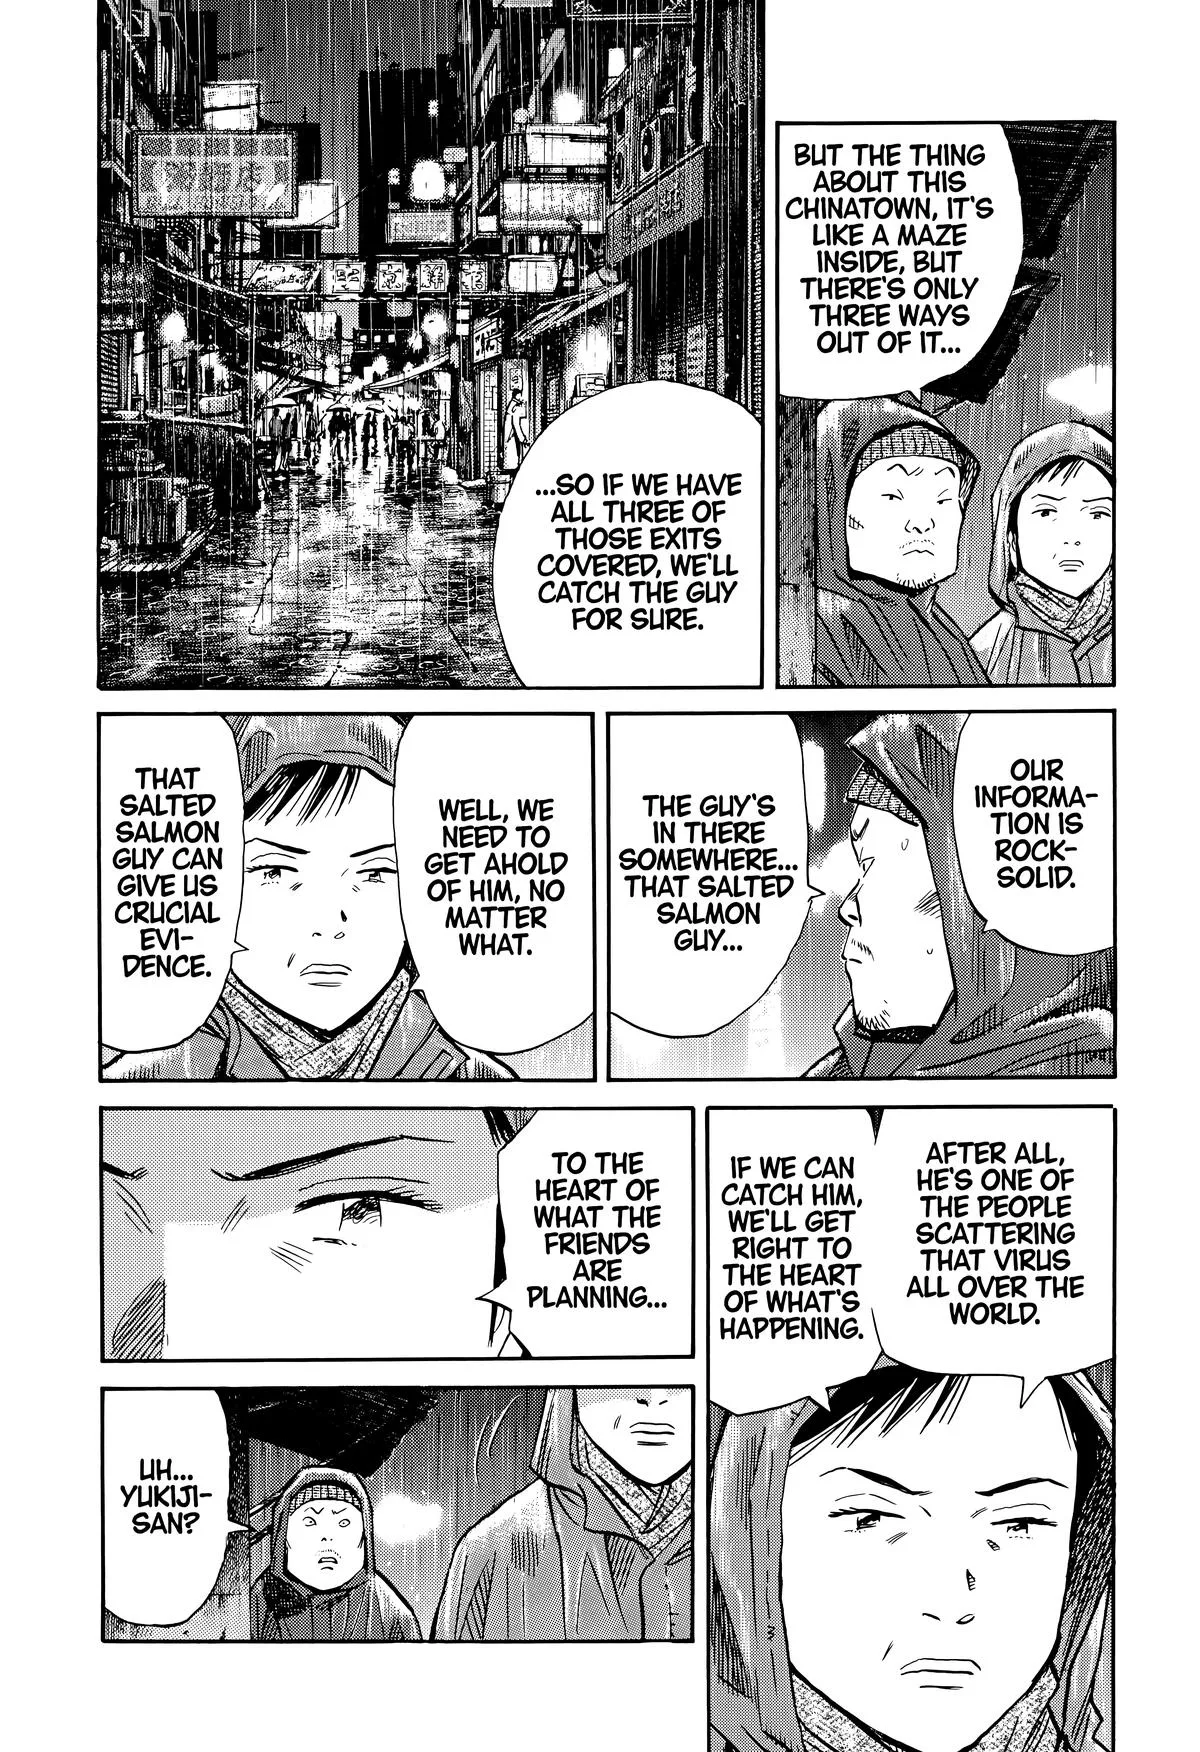 BUT THE THING
ABOUT THIS
CHINATOWN, IT'S
LIKE A MAZE
INSIDE, BUT
THERE'S ONLY
THREE WAYS
OUT OF IT...
...SO IF WE HAVE
ALL THREE OF
THOSE EXITS
COVERED, WE'LL
CATCH THE GUY
FOR SURE.
OUR
INFORMA-
TION IS
ROCK-
SOLID.
THE GUY'S
IN THERE
SOMEWHERE...
THAT SALTED
SALMON
GUY...
WELL, WE
NEED TO
GET AHOLD
OF HIM, NO
MATTER
WHAT.
THAT
SALTED
SALMON
GUY CAN
GIVE US
CRUCIAL
EVI-
DENCE.
AFTER ALL,
HE'S ONE OF
THE PEOPLE
SCATTERING
THAT VIRUS
ALL OVER THE
WORLD.
IF WE CAN
CATCH HIM,
WE'LL GET
RIGHT TO
THE HEART
OF WHAT'S
HAPPENING.
TO THE
HEART OF
WHAT THE
FRIENDS
ARE
PLANNING...
UH...
YUKIJI-
SAN?